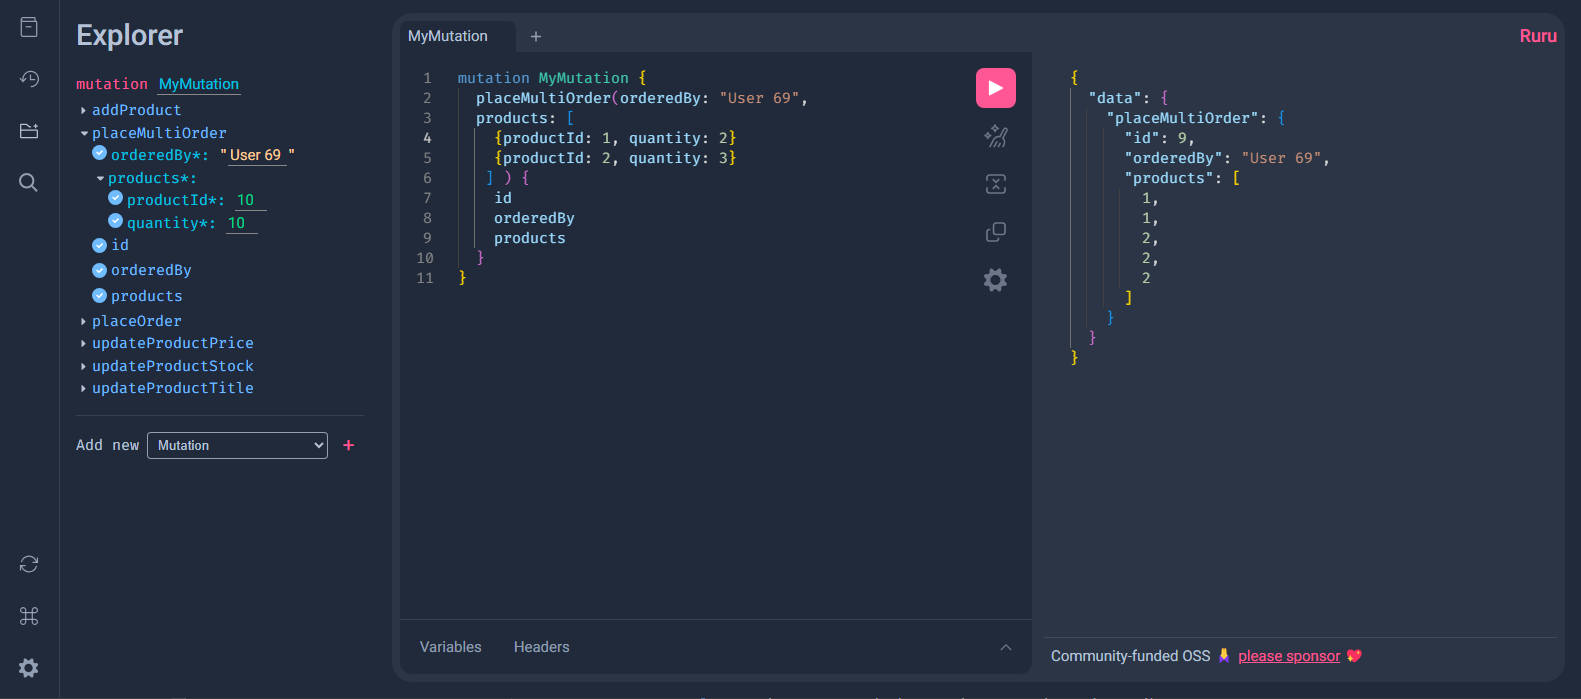 Explorer
mutation MyMutation
addProduct
placeMultiOrder
orderedBy*: "User 69 "
products*:
productId*: 10
quantity*: 10
id
orderedBy
products
placeOrder
updateProductPrice
updateProductStock
updateProductTitle
Add new Mutation +
MyMutation +
1 mutation MyMutation {
2 placeMultiOrder(orderedBy: "User 69",
3 products: [
4 {productId: 1, quantity: 2}
5 {productId: 2, quantity: 3}
6 ] ) {
7 id
8 orderedBy
9 products
10 }
11 }
Variables Headers
Ruru
{
"data": {
"placeMultiOrder": {
"id": 9,
"orderedBy": "User 69",
"products": [
1,
1,
2,
2,
2
]
}
}
}
Community-funded OSS please sponsor